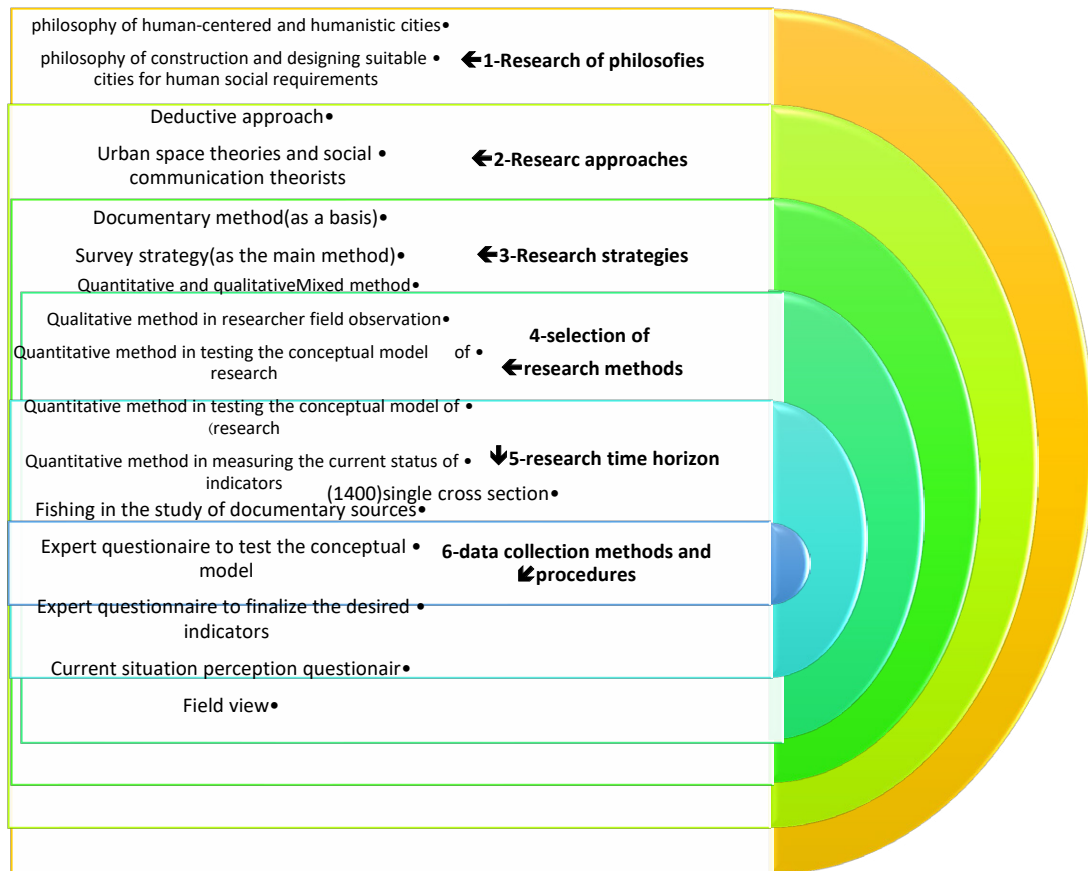 philosophy of human-centered and humanistic cities•
philosophy of construction and designing suitable •
cities for human social requirements
←1-Research of philosofies
Deductive approach•
Urban space theories and social •
communication theorists
←2-Researc approaches
Documentary method(as a basis)•
Survey strategy(as the main method)•
Quantitative and qualitativeMixed method•
←3-Research strategies
Qualitative method in researcher field observation•
Quantitative method in testing the conceptual model of •
research
4-selection of
←research methods
Quantitative method in testing the conceptual model of •
(research
Quantitative method in measuring the current status of •
indicators
(1400)single cross section•
↓5-research time horizon
Fishing in the study of documentary sources•
Expert questionaire to test the conceptual •
model
6-data collection methods and
↙procedures
Expert questionnaire to finalize the desired •
indicators
Current situation perception questionair•
Field view•